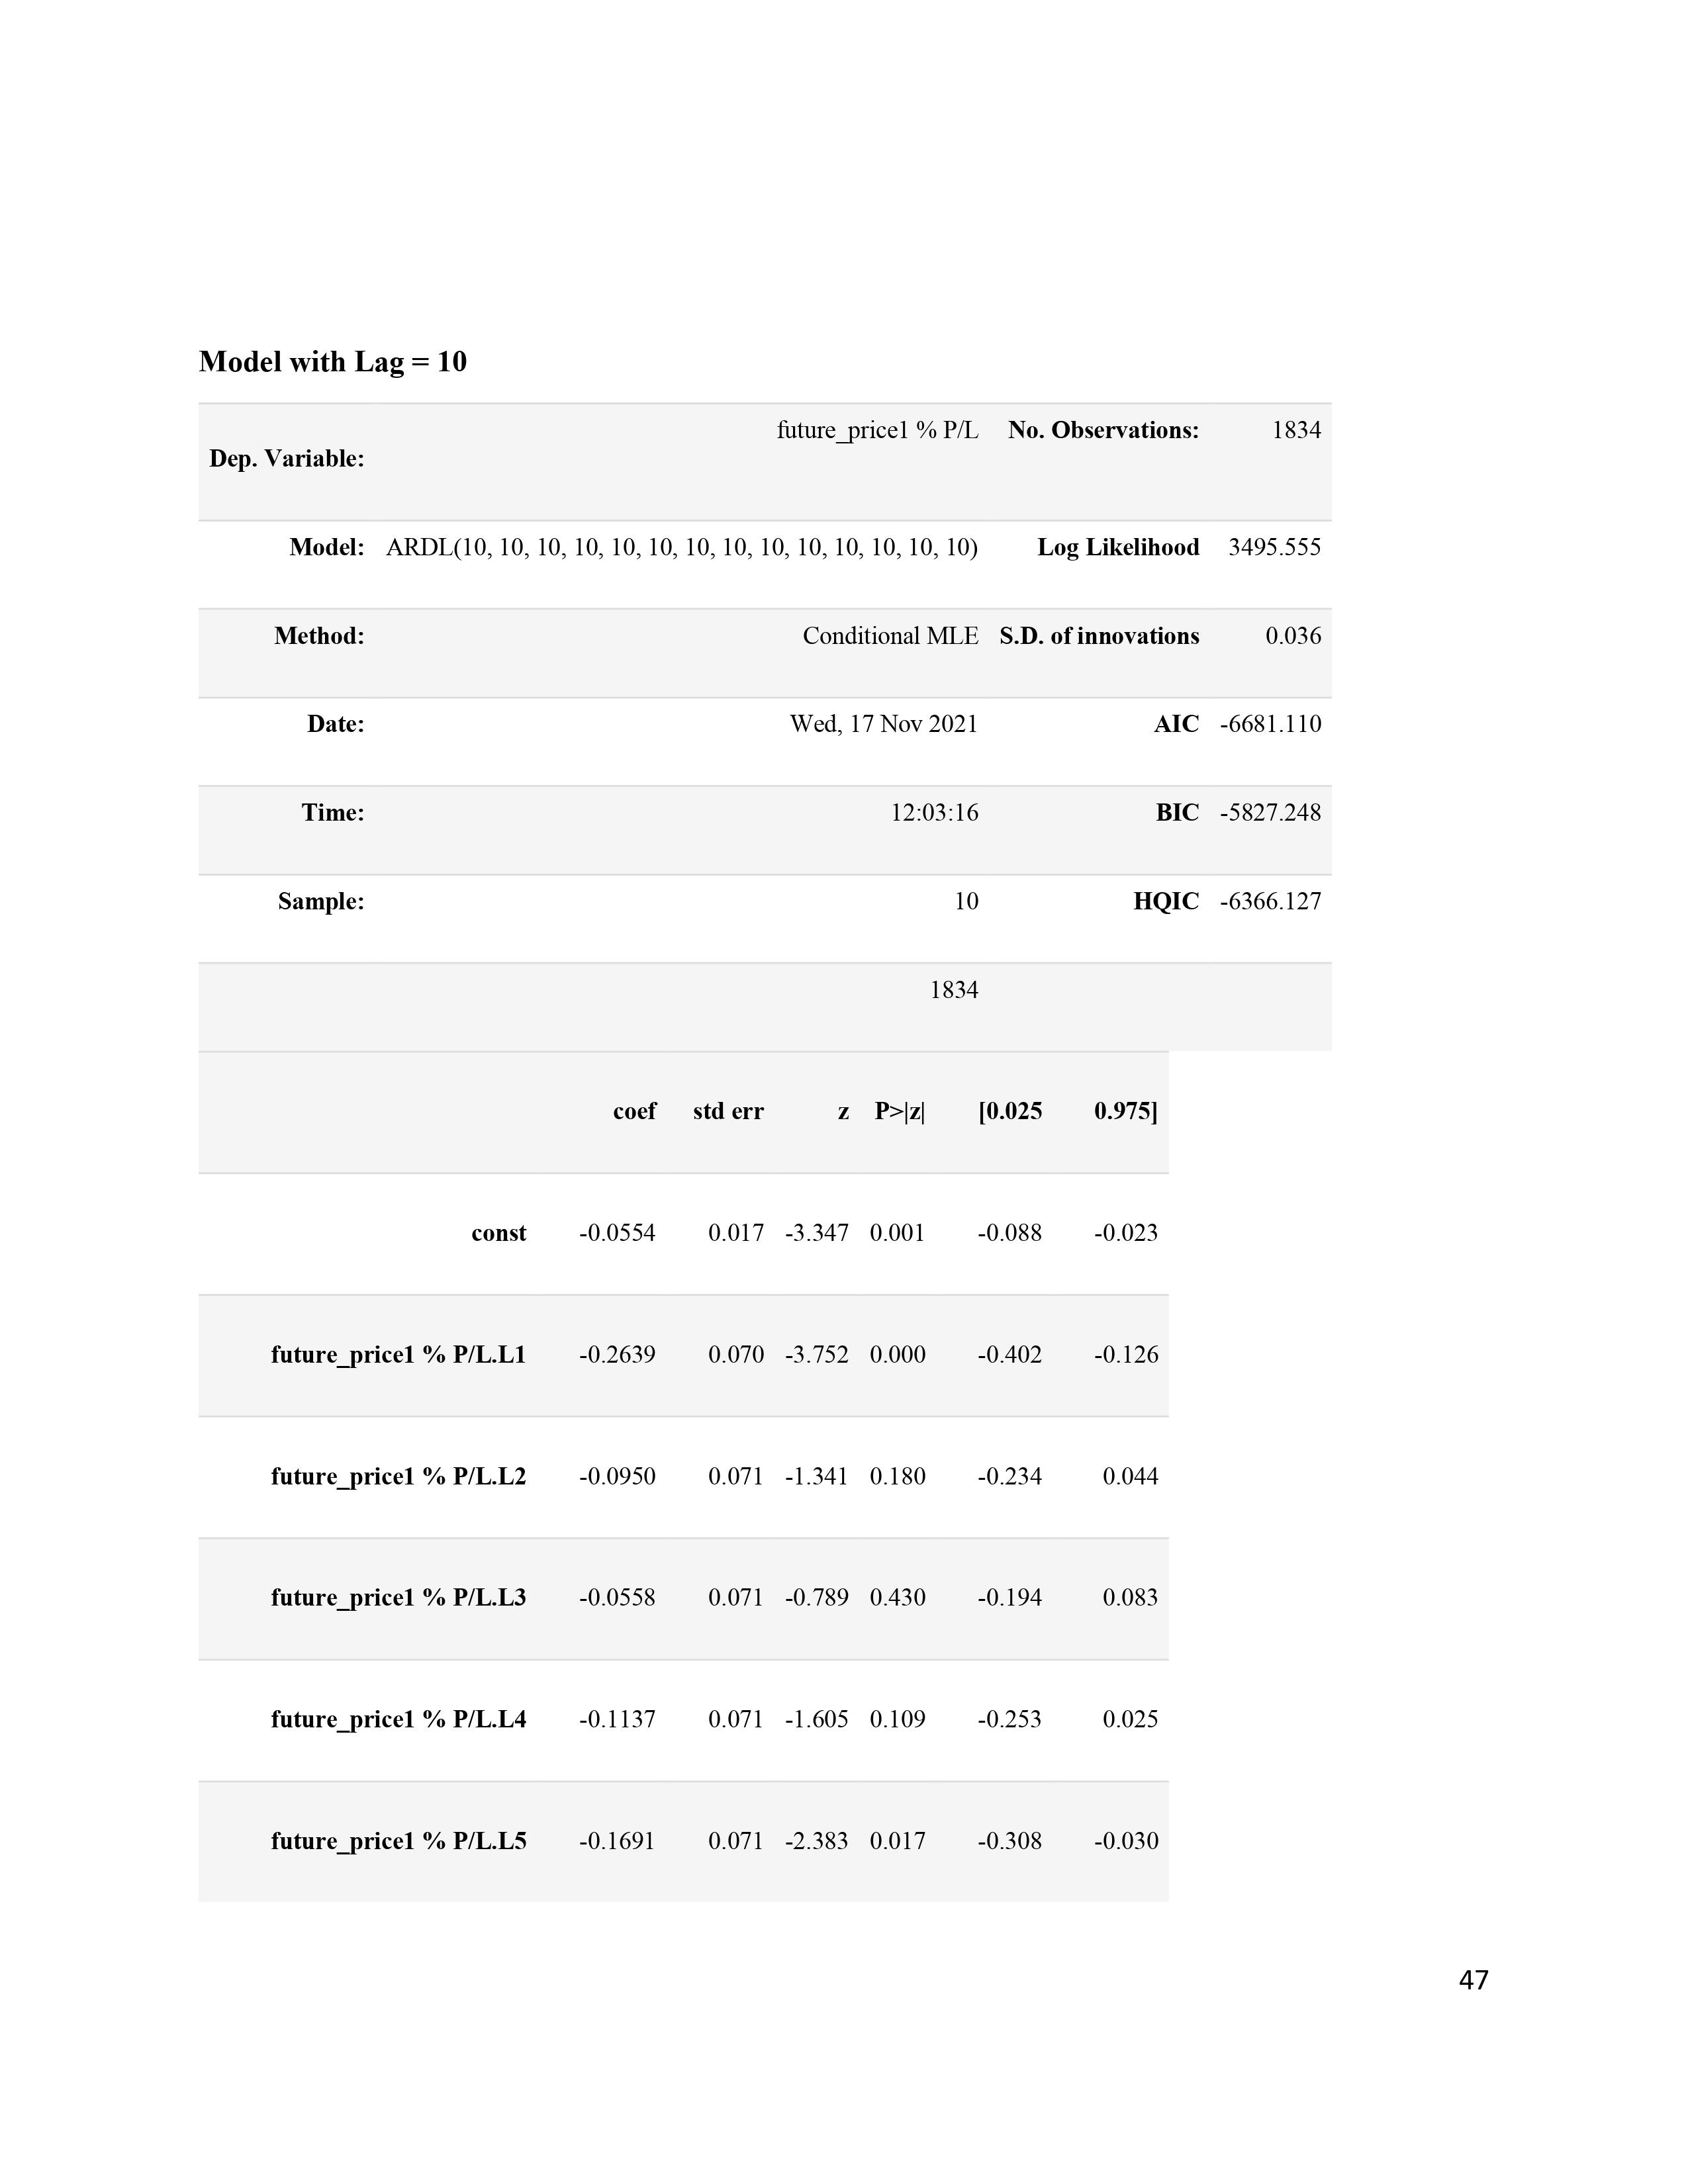 Model with Lag = 10
Dep. Variable: future_price1 % P/L No. Observations: 1834
Model: ARDL(10, 10, 10, 10, 10, 10, 10, 10, 10, 10, 10, 10, 10, 10) Log Likelihood 3495.555
Method: Conditional MLE S.D. of innovations 0.036
Date: Wed, 17 Nov 2021 AIC -6681.110
Time: 12:03:16 BIC -5827.248
Sample: 10 HQIC -6366.127
1834
coef std err z P>|z| [0.025 0.975]
const -0.0554 0.017 -3.347 0.001 -0.088 -0.023
future_price1 % P/L.L1 -0.2639 0.070 -3.752 0.000 -0.402 -0.126
future_price1 % P/L.L2 -0.0950 0.071 -1.341 0.180 -0.234 0.044
future_price1 % P/L.L3 -0.0558 0.071 -0.789 0.430 -0.194 0.083
future_price1 % P/L.L4 -0.1137 0.071 -1.605 0.109 -0.253 0.025
future_price1 % P/L.L5 -0.1691 0.071 -2.383 0.017 -0.308 -0.030
47